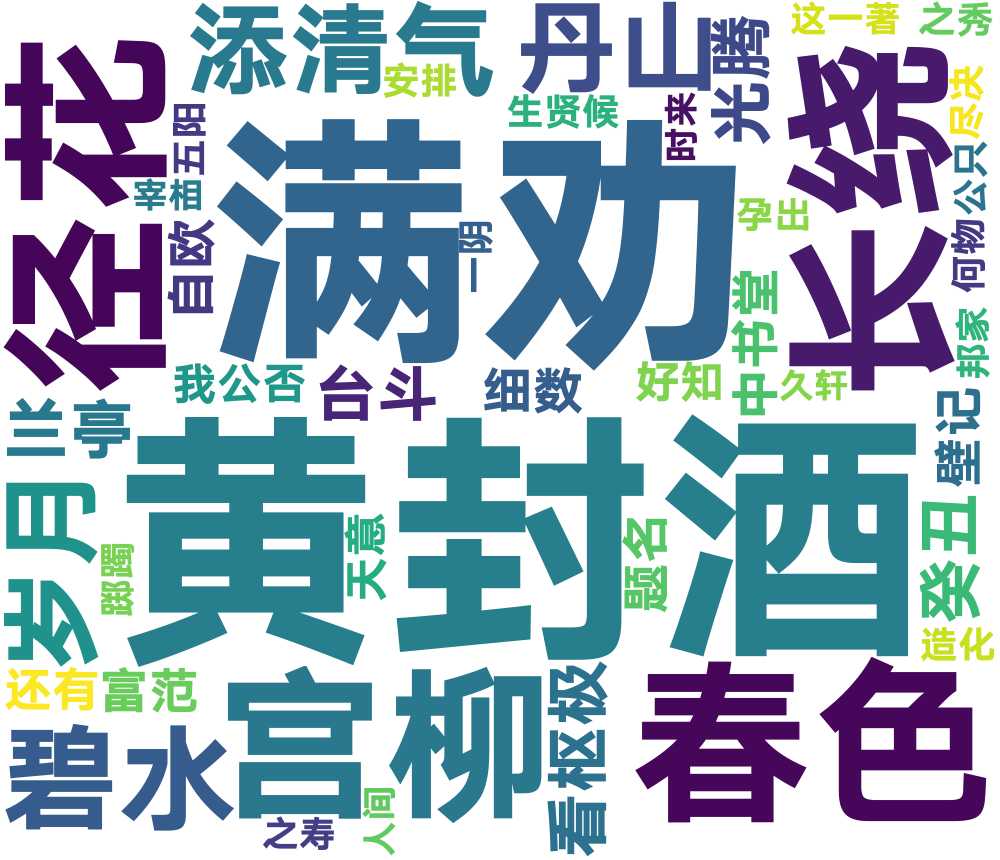 添清气
丹山
腾光
这一著
之秀
安排
生贤候
时来
绕长
尽决
花径
五阳
宰相
自欧
满劝
一阴
孕出
公只
何物
中书堂
邦家
我公否
台斗
细数
好知
久轩
兰亭
黄封酒
壁记
岁月
踯躅
天意
题名
癸丑
造化
还有
富范
碧水
宫柳
看枢极
春色
之寿
人间